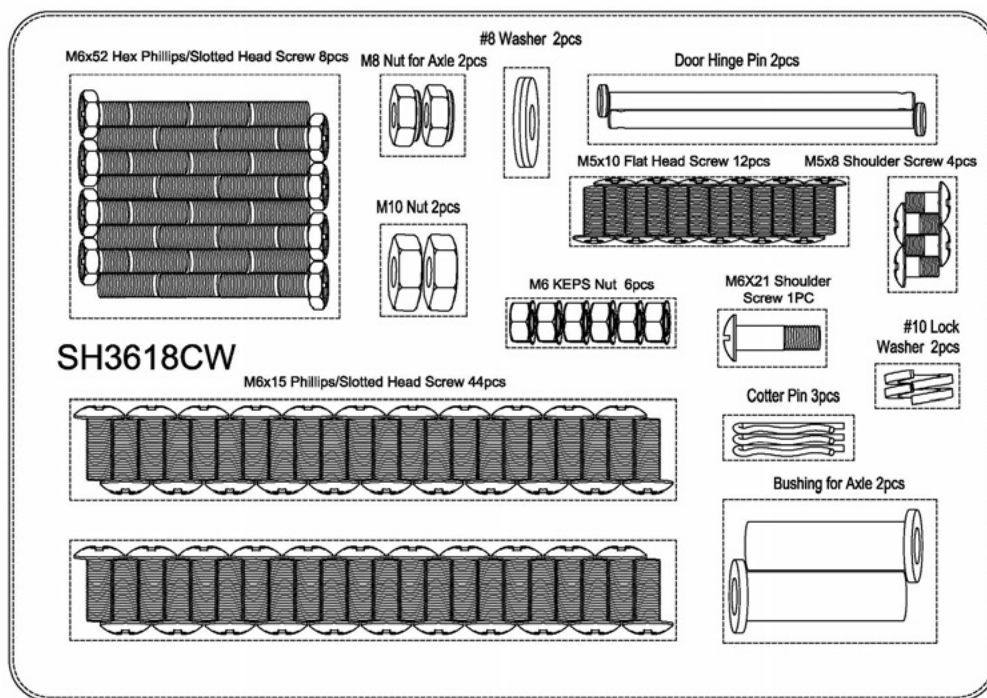 #8 Washer 2pcs
M6x52 Hex Phillips/Slotted Head Screw 8pcs
M8 Nut for Axle 2pcs
Door Hinge Pin 2pcs
M5x10 Flat Head Screw 12pcs
M5x8 Shoulder Screw 4pcs
M10 Nut 2pcs
M6 KEPS Nut 6pcs
M6X21 Shoulder
Screw 1PC
#10 Lock
Washer 2pcs
SH3618CW
M6x15 Phillips/Slotted Head Screw 44pcs
Cotter Pin 3pcs
Bushing for Axle 2pcs